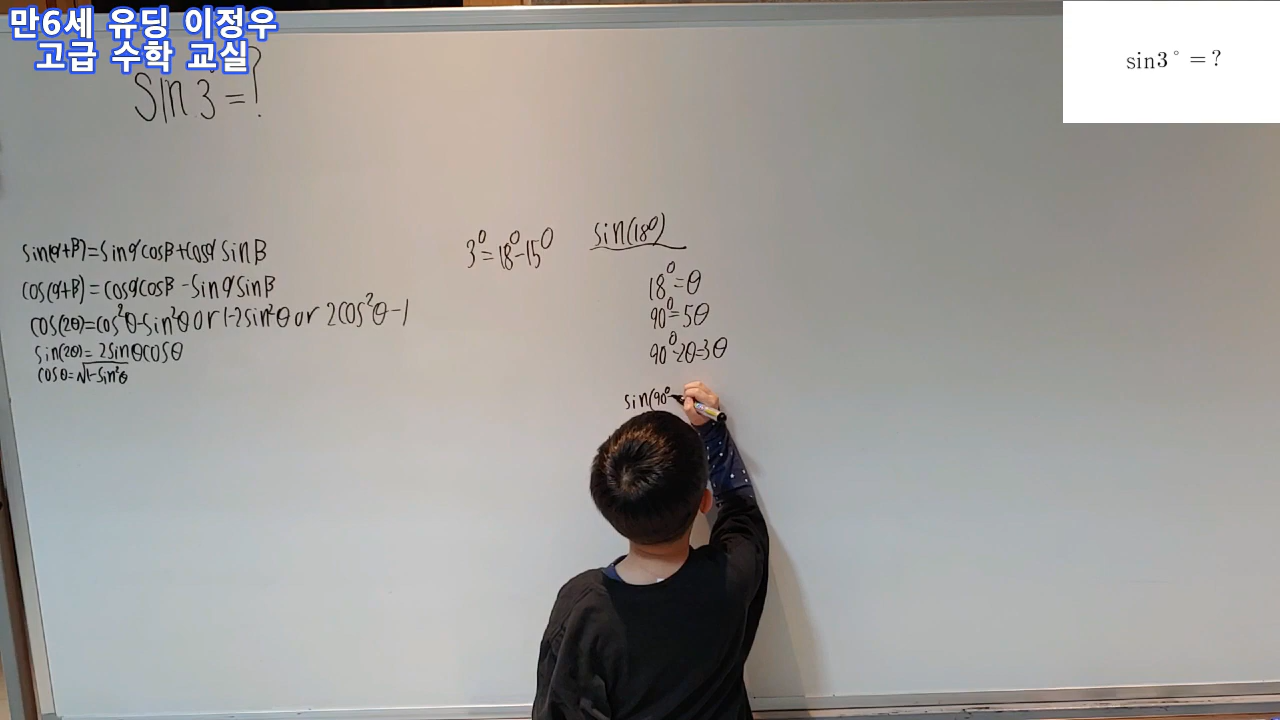 만6세 유딩 이정우
고급 수학 교실
sin3° = ?
Sin 3° = ?
sin(α+β)=sinαcosβ+cosα sinβ
cos(α+β)=cosαcosβ-sinαsinβ
cos(2θ)=cos²θ-sin²θ or 1-2sin²θ or 2cos²θ-1
sin(2θ)=2sinθcosθ
cosθ=√1-sin²θ
3°=18°-15°
sin(18°)
18°=θ
90°=5θ
90°-2θ=3θ
sin(90°-